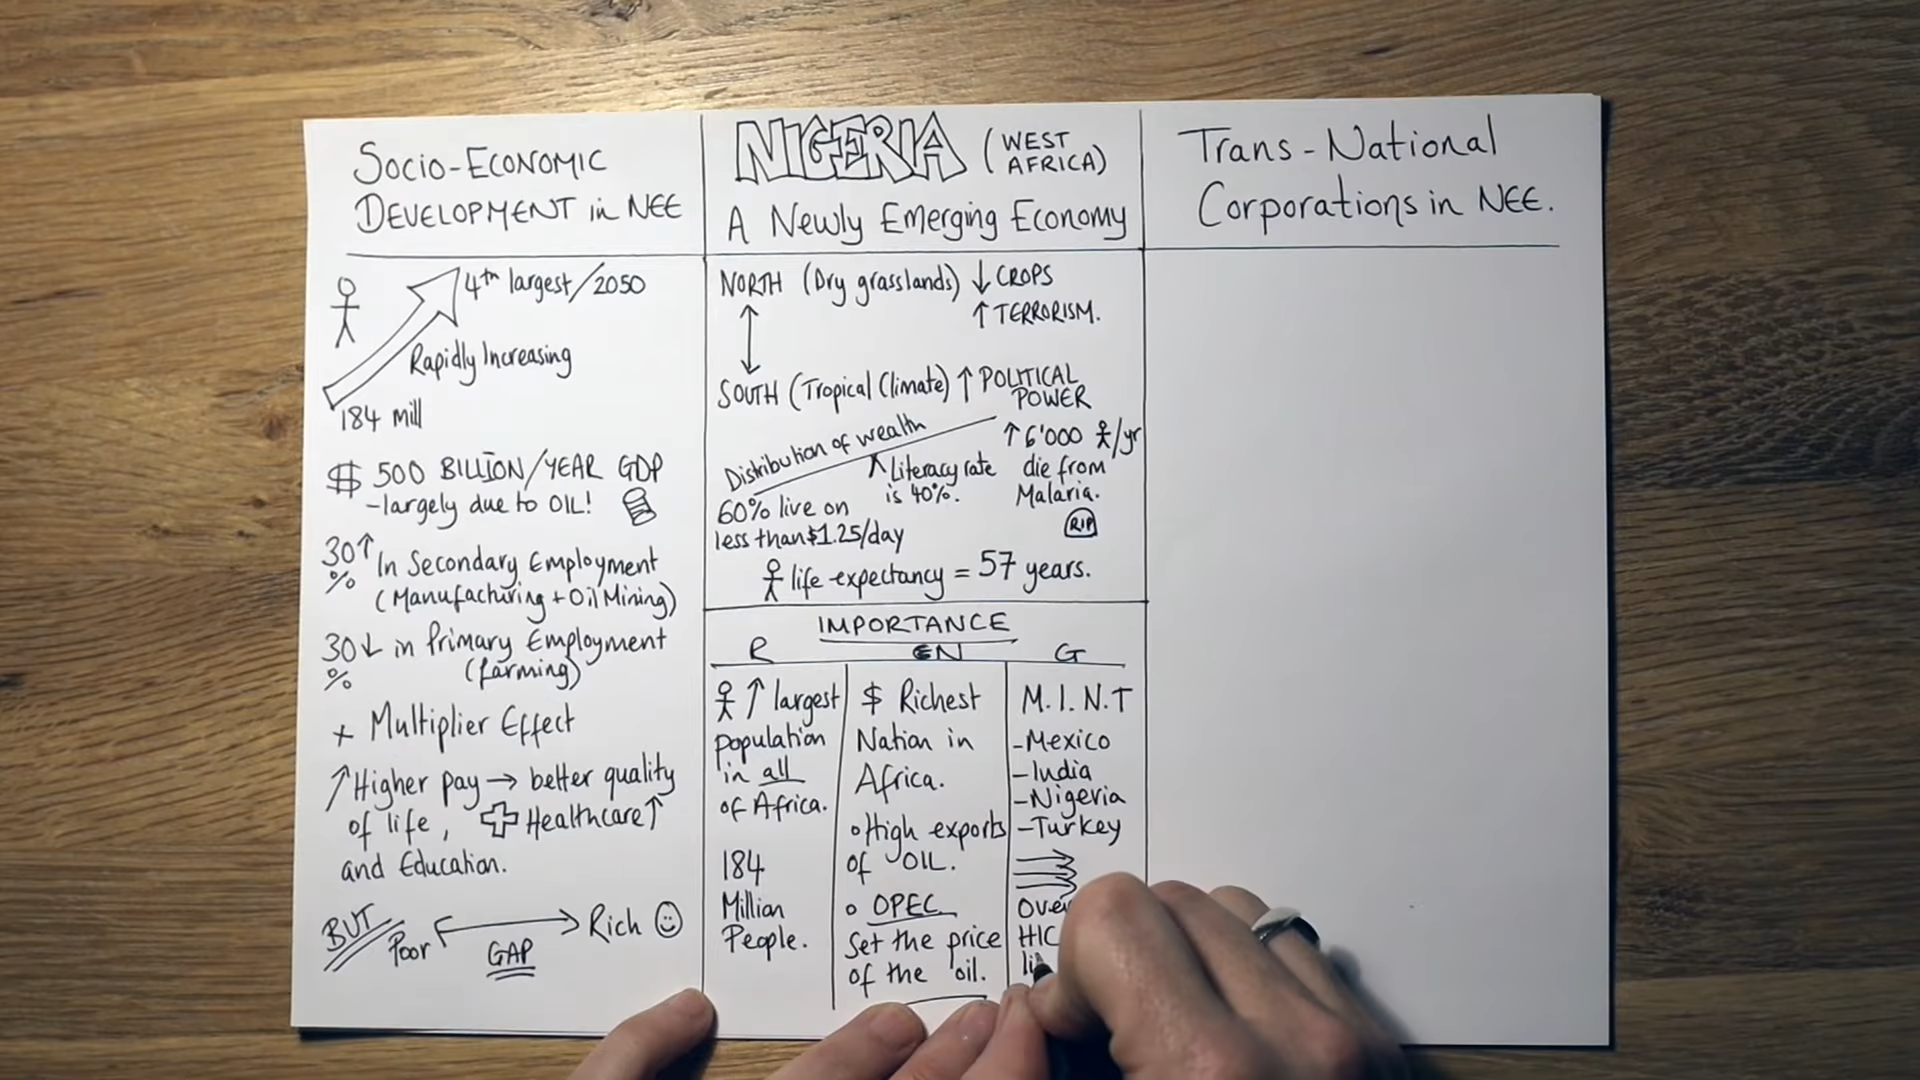 Socio-Economic
Development in NEE
4th largest/2050
Rapidly Increasing
184 mill
$ 500 BILLION/YEAR GDP
-largely due to OIL!
30% ↑ In Secondary Employment
(Manufacturing + Oil Mining)
30% ↓ in Primary Employment
(farming)
+ Multiplier Effect
↑ Higher pay → better quality
of life, Healthcare ↑
and Education.
BUT Poor Rich
GAP
NIGERIA (WEST
AFRICA)
A Newly Emerging Economy
NORTH (Dry grasslands) ↓ CROPS
↑ TERRORISM.
SOUTH (Tropical Climate) ↑ POLITICAL
POWER
Distribution of wealth
60% live on
less than $1.25/day
Literacy rate
is 40%.
↑ 6'000 /yr
die from
Malaria.
RIP
life expectancy = 57 years.
IMPORTANCE
R EN G
↑ largest
population
in all
of Africa.
184
Million
People.
$ Richest
Nation in
Africa.
• High exports
of OIL.
• OPEC
Set the price
of the oil.
M.I.N.T
- Mexico
- India
- Nigeria
- Turkey
HIC
Trans-National
Corporations in NEE.